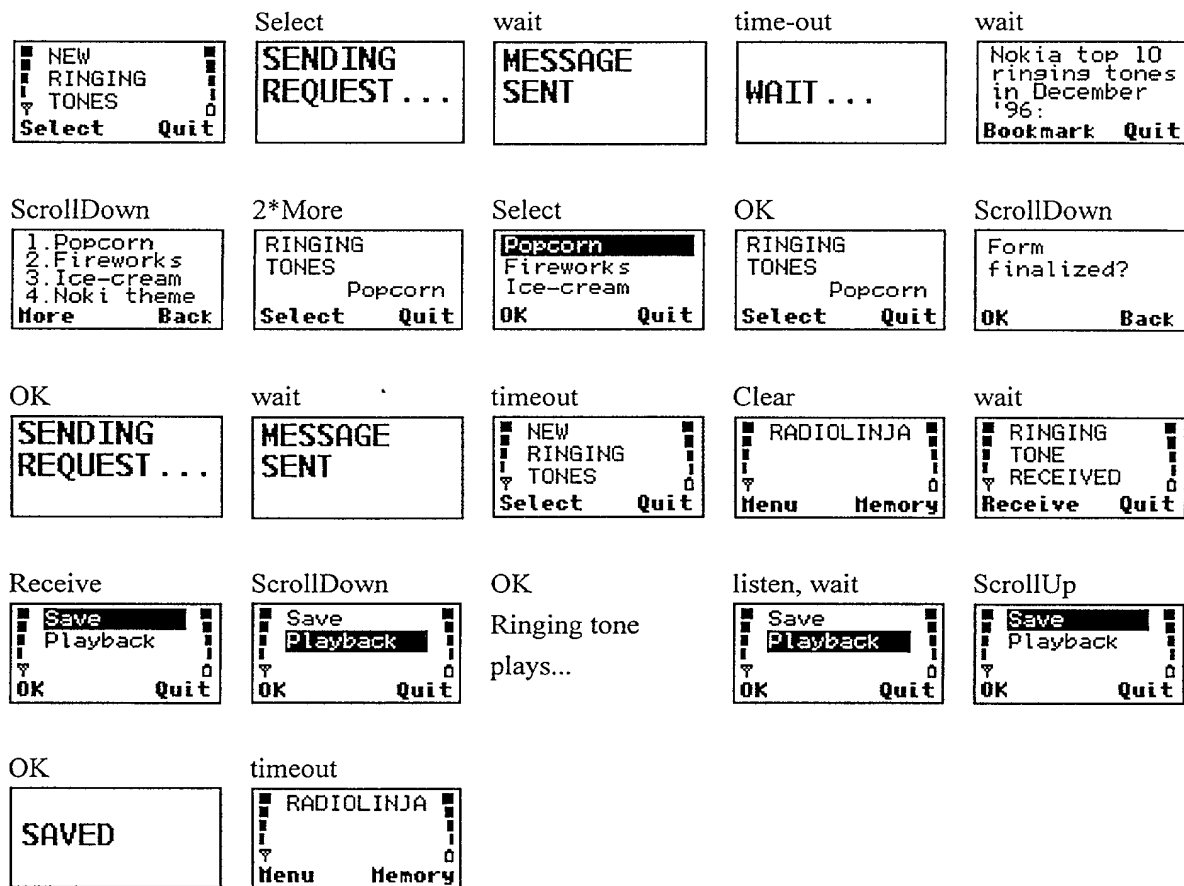 NEW
RINGING
TONES
Select Quit
Select
SENDING
REQUEST...
wait
MESSAGE
SENT
time-out
WAIT...
wait
Nokia top 10
ringing tones
in December
'96:
Bookmark Quit
ScrollDown
1.Popcorn
2.Fireworks
3.Ice-cream
4.Noki theme
More Back
2*More
RINGING
TONES
Popcorn
Select Quit
Select
Popcorn
Fireworks
Ice-cream
OK Quit
OK
RINGING
TONES
Popcorn
Select Quit
ScrollDown
Form
finalized?
OK Back
OK
SENDING
REQUEST...
wait
MESSAGE
SENT
timeout
NEW
RINGING
TONES
Select Quit
Clear
RADIOLINJA
Menu Memory
wait
RINGING
TONE
RECEIVED
Receive Quit
Receive
Save
Playback
OK Quit
ScrollDown
Save
Playback
OK Quit
OK
Ringing tone
plays...
listen, wait
Save
Playback
OK Quit
ScrollUp
Save
Playback
OK Quit
OK
SAVED
timeout
RADIOLINJA
Menu Memory